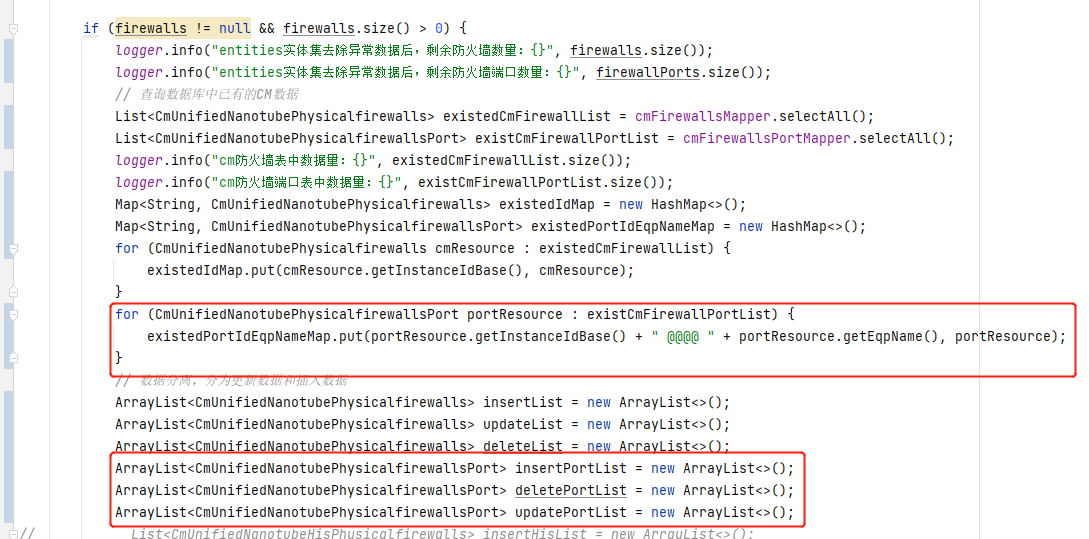 if (firewalls != null && firewalls.size() > 0) {
logger.info("entities实体集去除异常数据后，剩余防火墙数量：{}", firewalls.size());
logger.info("entities实体集去除异常数据后，剩余防火墙端口数量：{}", firewallPorts.size());
// 查询数据库中已有的CM数据
List<CmUnifiedNanotubePhysicalfirewalls> existedCmFirewallList = cmFirewallsMapper.selectAll();
List<CmUnifiedNanotubePhysicalfirewallsPort> existCmFirewallPortList = cmFirewallsPortMapper.selectAll();
logger.info("cm防火墙表中数据量：{}", existedCmFirewallList.size());
logger.info("cm防火墙端口表中数据量：{}", existCmFirewallPortList.size());
Map<String, CmUnifiedNanotubePhysicalfirewalls> existedIdMap = new HashMap<>();
Map<String, CmUnifiedNanotubePhysicalfirewallsPort> existedPortIdEqpNameMap = new HashMap<>();
for (CmUnifiedNanotubePhysicalfirewalls cmResource : existedCmFirewallList) {
existedIdMap.put(cmResource.getInstanceIdBase(), cmResource);
}
for (CmUnifiedNanotubePhysicalfirewallsPort portResource : existCmFirewallPortList) {
existedPortIdEqpNameMap.put(portResource.getInstanceIdBase() + " @@@@ " + portResource.getEqpName(), portResource);
}
// 数据分离，分为更新数据和插入数据
ArrayList<CmUnifiedNanotubePhysicalfirewalls> insertList = new ArrayList<>();
ArrayList<CmUnifiedNanotubePhysicalfirewalls> updateList = new ArrayList<>();
ArrayList<CmUnifiedNanotubePhysicalfirewalls> deleteList = new ArrayList<>();
ArrayList<CmUnifiedNanotubePhysicalfirewallsPort> insertPortList = new ArrayList<>();
ArrayList<CmUnifiedNanotubePhysicalfirewallsPort> deletePortList = new ArrayList<>();
ArrayList<CmUnifiedNanotubePhysicalfirewallsPort> updatePortList = new ArrayList<>();
// List<CmUnifiedNanotubeHisPhysicalfirewalls> insertHisList = new ArrayList<>();